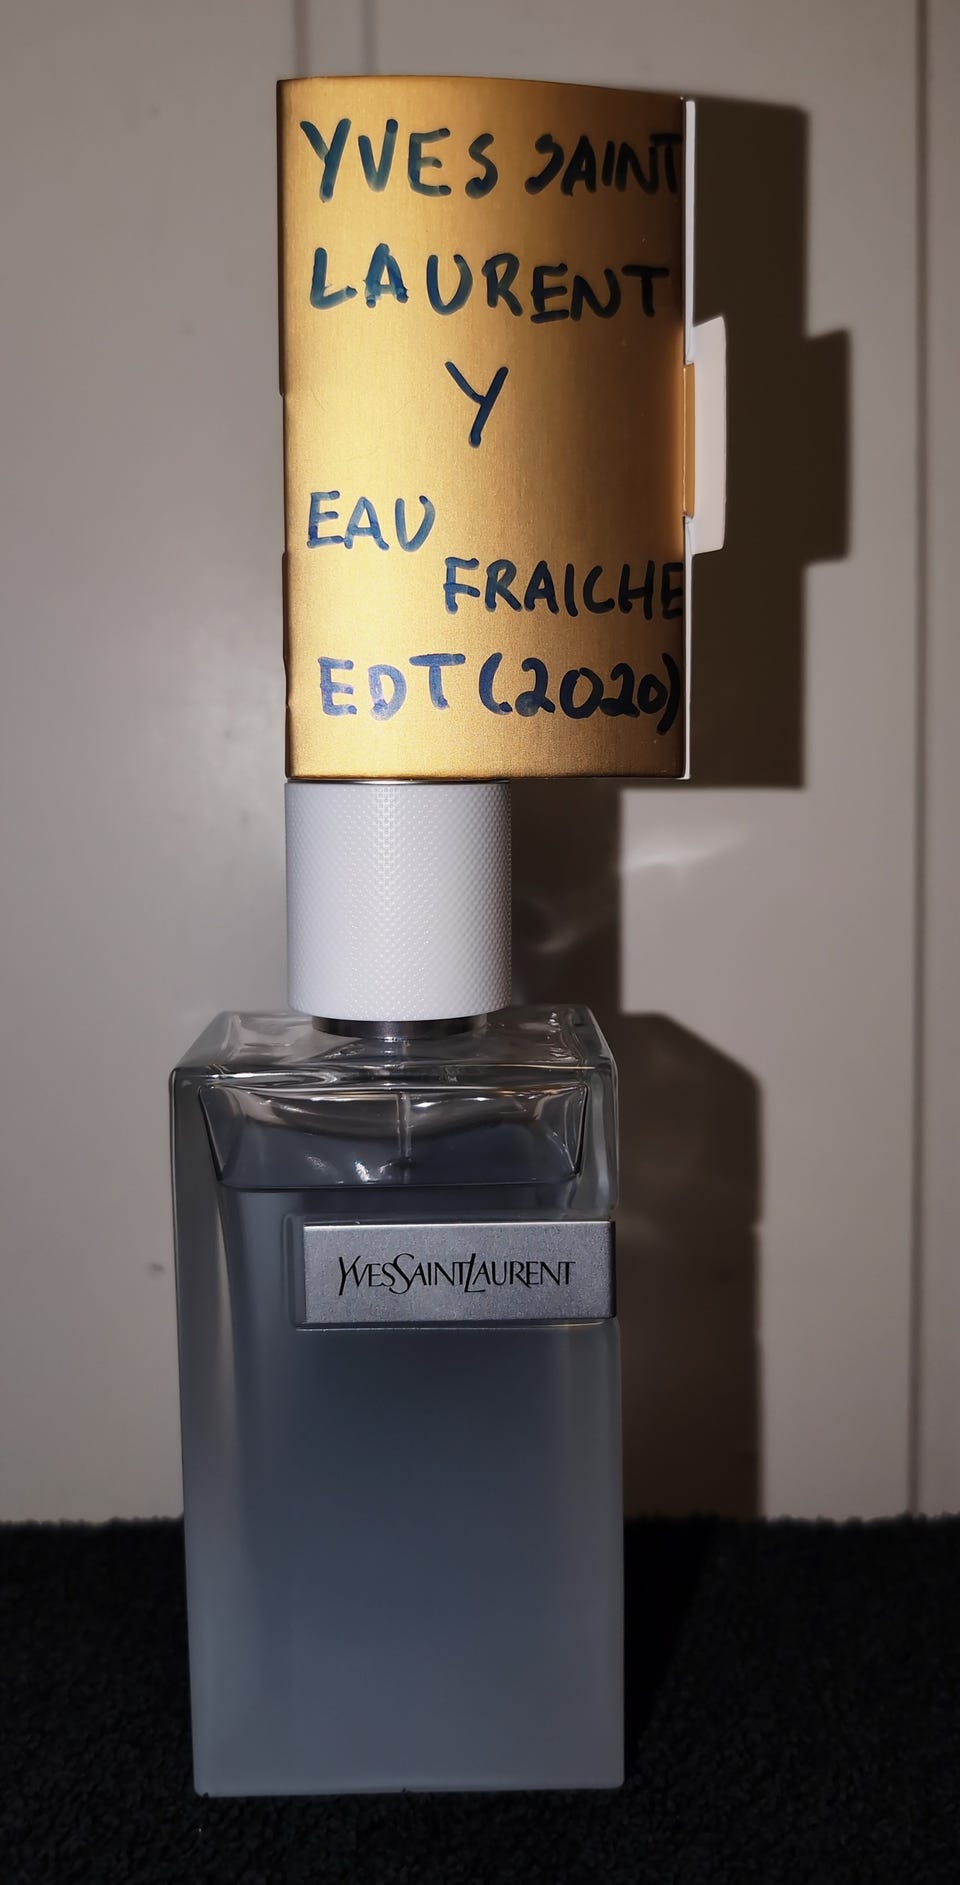 YVES SAINT
LAURENT
Y
EAU
FRAICHE
EDT (2020)
YVESSAINTLAURENT